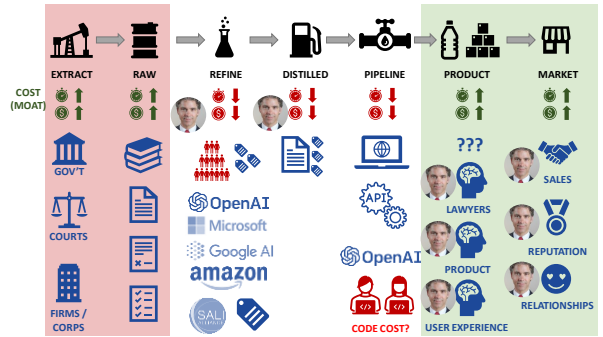 EXTRACT
RAW
REFINE
DISTILLED
PIPELINE
PRODUCT
MARKET
COST
(MOAT)
$
$
$
$
$
$
$
GOV'T
COURTS
FIRMS /
CORPS
OpenAI
Microsoft
Google AI
amazon
SALI
ALLIANCE
API
OpenAI
CODE COST?
???
LAWYERS
PRODUCT
USER EXPERIENCE
SALES
REPUTATION
RELATIONSHIPS